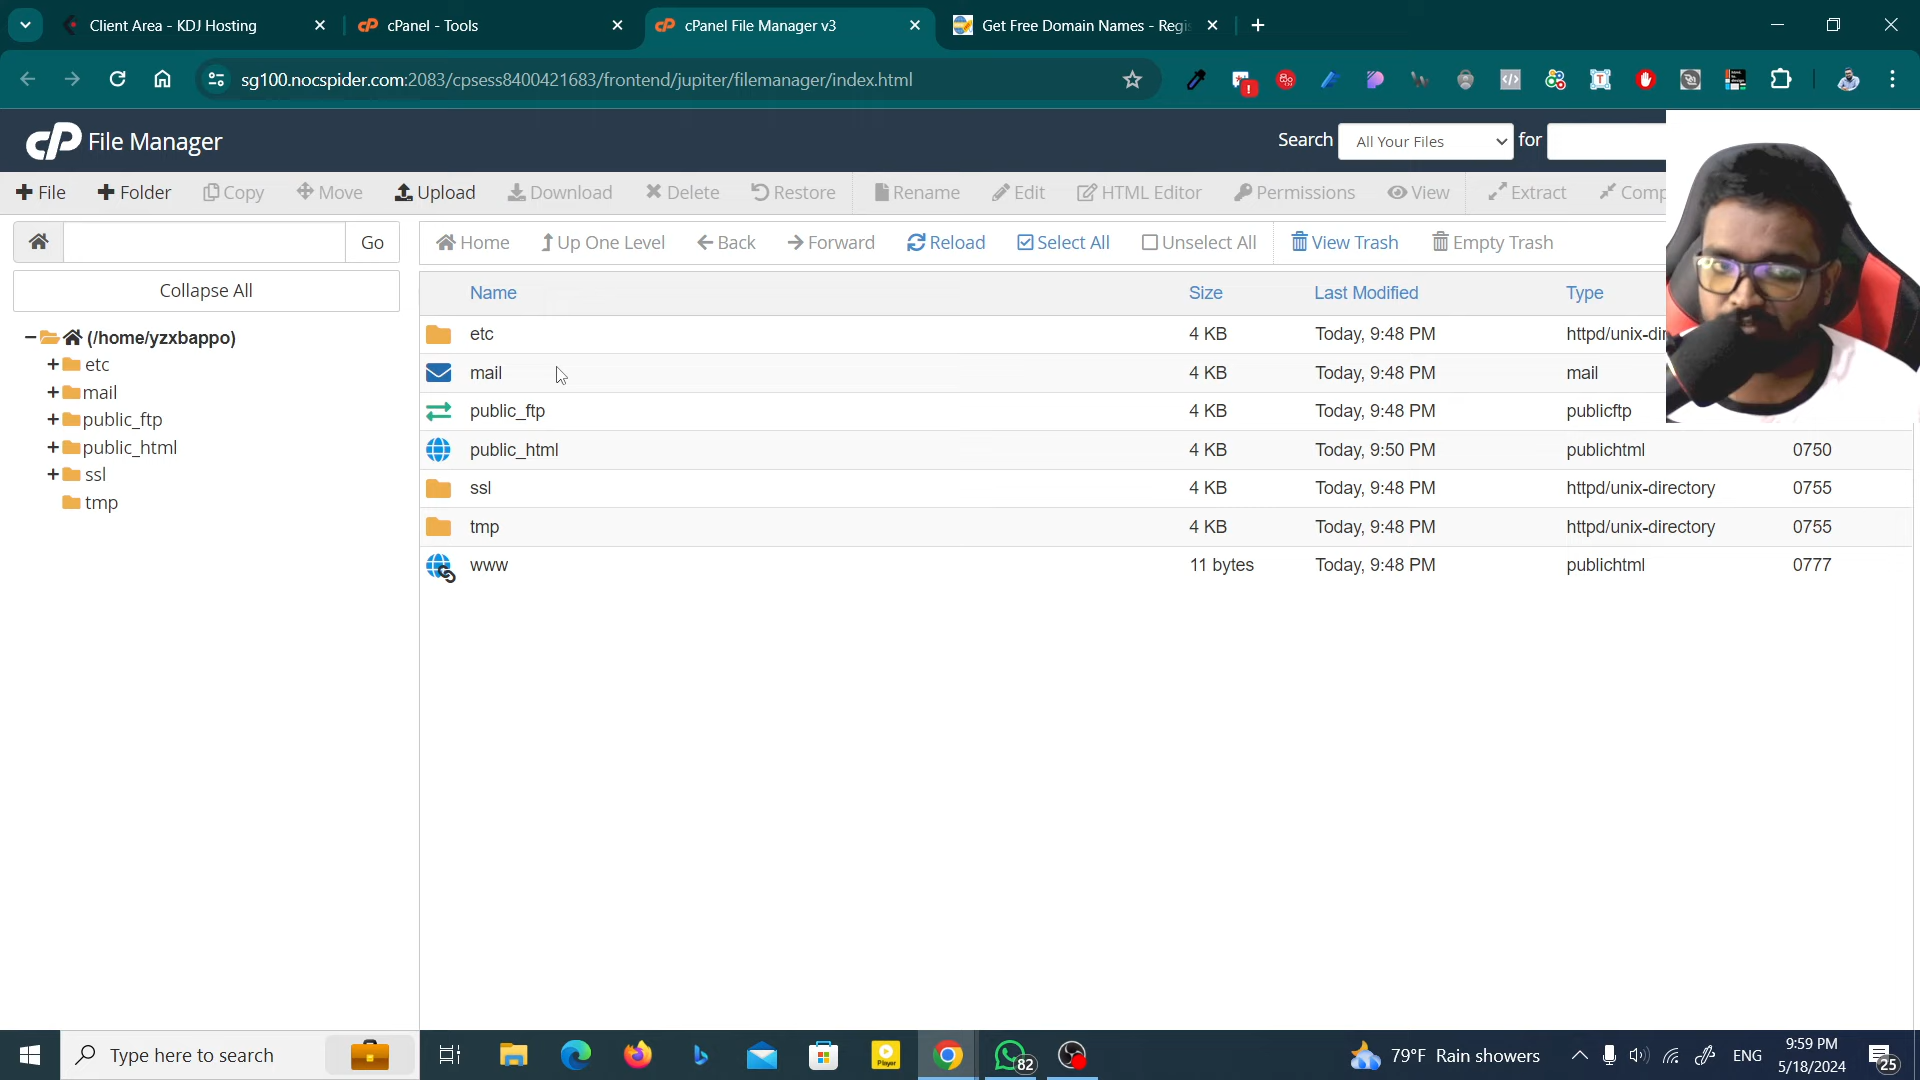 Client Area - KDJ Hosting
cPanel - Tools
cPanel File Manager v3
Get Free Domain Names - Regis
sg100.nocspider.com:2083/cpsess8400421683/frontend/jupiter/filemanager/index.html
cP File Manager
Search All Your Files for
File Folder Copy Move Upload Download Delete Restore Rename Edit HTML Editor Permissions View Extract Comp
Go
Home Up One Level Back Forward Reload Select All Unselect All View Trash Empty Trash
Collapse All
Name Size Last Modified Type
(/home/yzxbappo)
etc
mail
public_ftp
public_html
ssl
tmp
etc 4 KB Today, 9:48 PM httpd/unix-dir
mail 4 KB Today, 9:48 PM mail
public_ftp 4 KB Today, 9:48 PM publicftp
public_html 4 KB Today, 9:50 PM publichtml 0750
ssl 4 KB Today, 9:48 PM httpd/unix-directory 0755
tmp 4 KB Today, 9:48 PM httpd/unix-directory 0755
www 11 bytes Today, 9:48 PM publichtml 0777
Type here to search
Player
82
79°F Rain showers
ENG
9:59 PM
5/18/2024
25